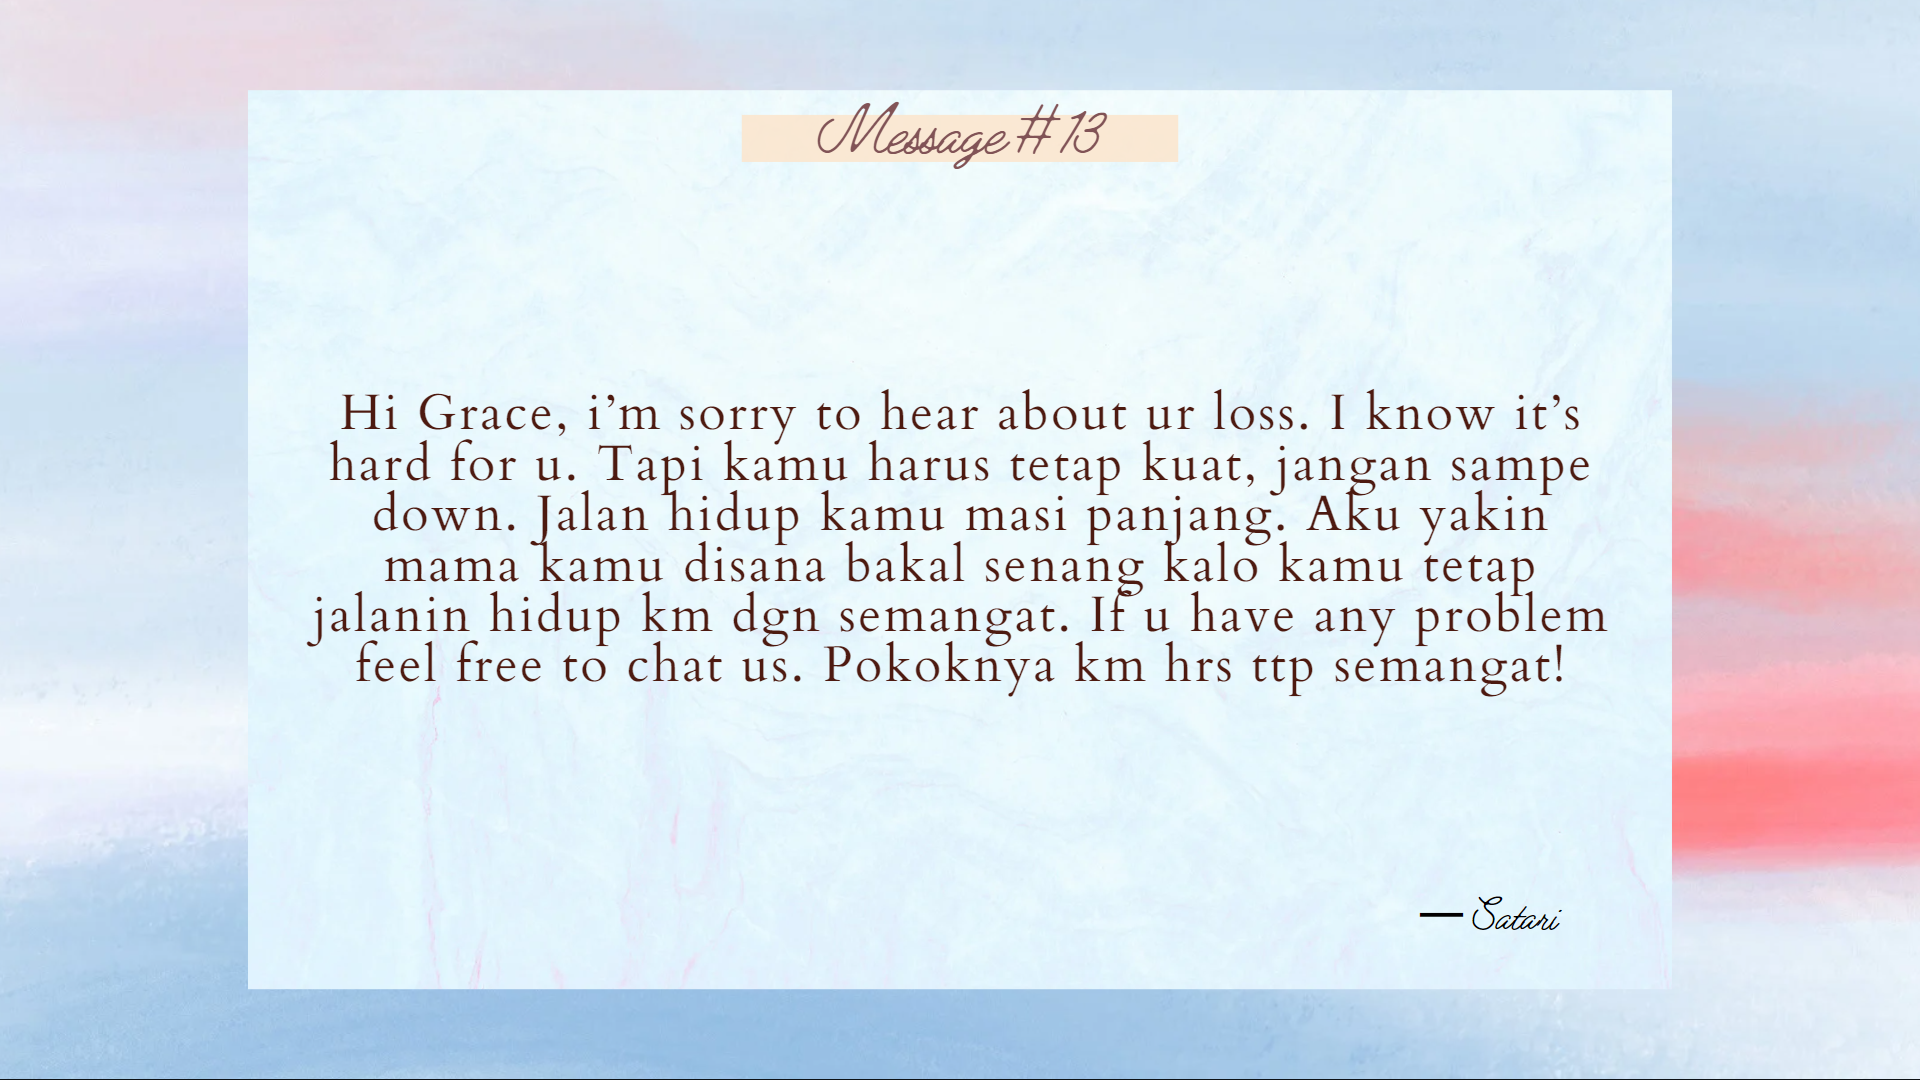 Message #13
Hi Grace, i’m sorry to hear about ur loss. I know it’s
hard for u. Tapi kamu harus tetap kuat, jangan sampe
down. Jalan hidup kamu masi panjang. Aku yakin
mama kamu disana bakal senang kalo kamu tetap
jalanin hidup km dgn semangat. If u have any problem
feel free to chat us. Pokoknya km hrs ttp semangat!
— Satari